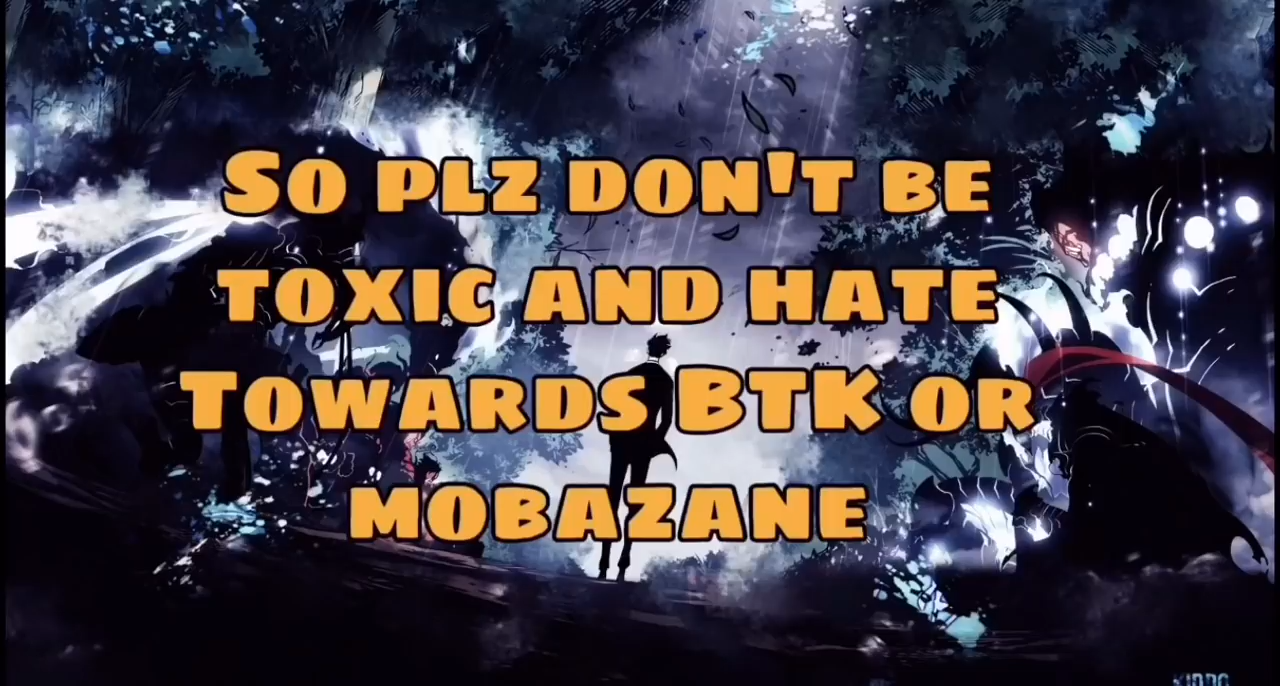 So plz don't be
toxic and hate
Towards BTK or
mobazane